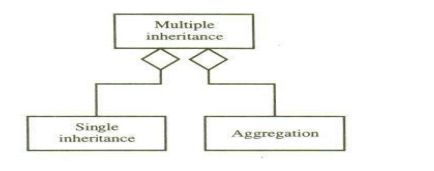 Multiple
inheritance
Single
inheritance
Aggregation